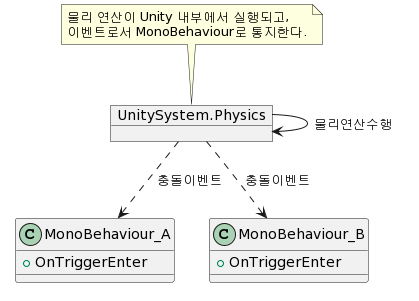 물리 연산이 Unity 내부에서 실행되고,
이벤트로서 MonoBehaviour로 통지한다.
UnitySystem.Physics
물리연산수행
충돌이벤트
충돌이벤트
C MonoBehaviour_A
OnTriggerEnter
C MonoBehaviour_B
OnTriggerEnter